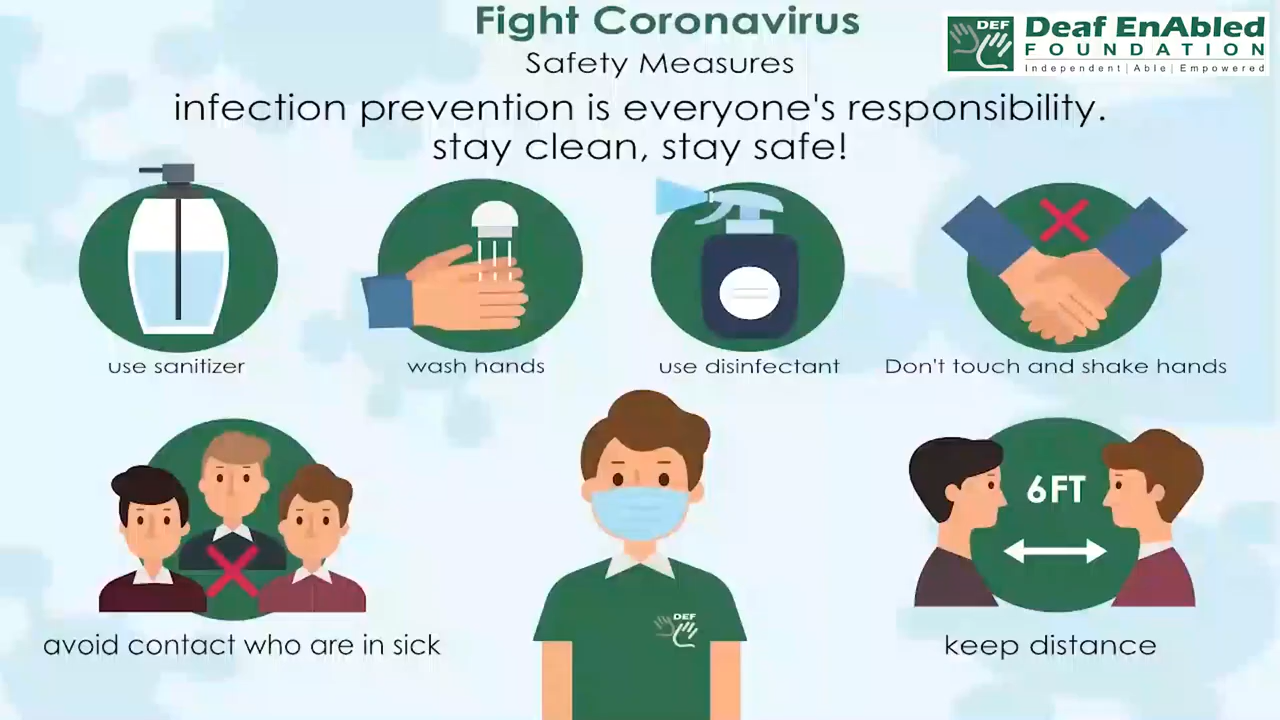 Fight Coronavirus
Safety Measures
DEF
Deaf EnAbled
FOUNDATION
Independent | Able | Empowered
infection prevention is everyone's responsibility.
stay clean, stay safe!
use sanitizer
wash hands
use disinfectant
Don't touch and shake hands
6 FT
DEF
avoid contact who are in sick
keep distance